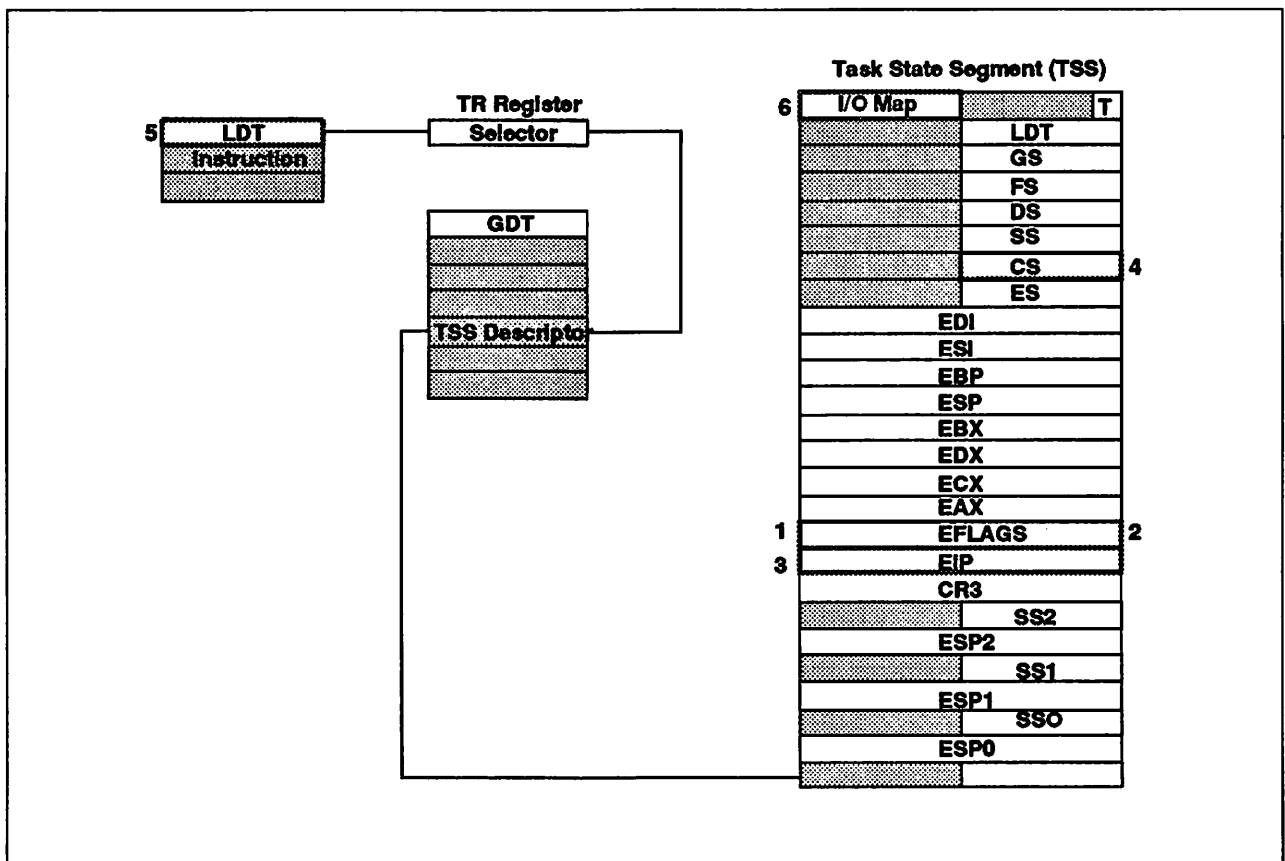 Task State Segment (TSS)
TR Register
6 I/O Map T
5 LDT
Selector
LDT
Instruction
GS
FS
GDT
DS
SS
CS 4
ES
EDI
TSS Descriptor
ESI
EBP
ESP
EBX
EDX
ECX
EAX
1 EFLAGS 2
3 EIP
CR3
SS2
ESP2
SS1
ESP1
SSO
ESP0